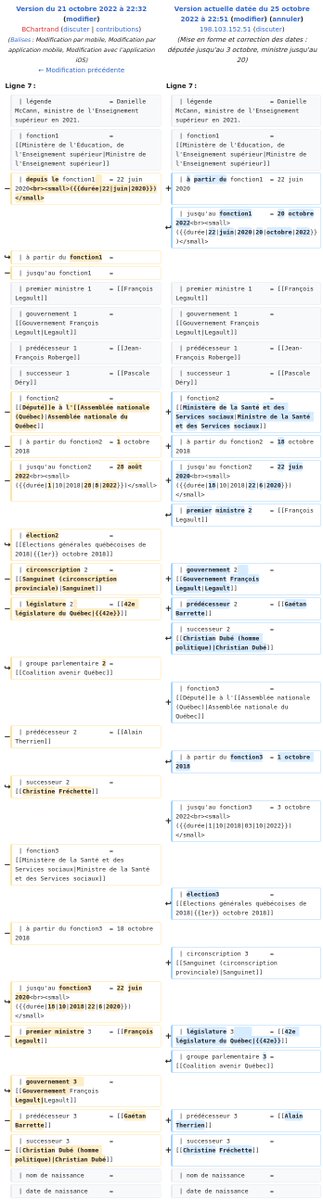 Version du 21 octobre 2022 à 22:32
(modifier)
BChartrand (discuter | contributions)
(Balises : Modification par mobile, Modification par
application mobile, Modification avec l’application
iOS)
← Modification précédente
Version actuelle datée du 25 octobre
2022 à 22:51 (modifier) (annuler)
198.103.152.51 (discuter)
(Mise en forme et correction des dates :
députée jusqu'au 3 octobre, ministre jusqu'au
20)
Ligne 7 :
| légende = Danielle
McCann, ministre de l'Enseignement
supérieur en 2021.
| fonction1 =
[[Ministère de l'Éducation, de
l'Enseignement supérieur|Ministre de
l'Enseignement supérieur]]
− | depuis le fonction1 = 22 juin
2020<br><small>({{durée|22|juin|2020}})
</small>
↪ | à partir du fonction1
− | jusqu'au fonction1 =
| premier ministre 1 = [[François
Legault]]
| gouvernement 1 =
[[Gouvernement François
Legault|Legault]]
| prédécesseur 1 = [[Jean-
François Roberge]]
| successeur 1 = [[Pascale
Déry]]
− | fonction2 =
[[Député]]e à l'[[Assemblée nationale
(Québec)|Assemblée nationale du
Québec]]
− | à partir du fonction2 = 1 octobre
2018
− | jusqu'au fonction2 = 28 août
2022<br><small>
({{durée|1|10|2018|28|8|2022}})</small>
↪ | élection2 =
[[Élections générales québécoises de
2018|{{1er}} octobre 2018]]
− | circonscription 2 =
[[Sanguinet (circonscription
provinciale)|Sanguinet]]
− | législature 2 = [[42e
législature du Québec|{{42e}}]]
↪ | groupe parlementaire 2 =
[[Coalition avenir Québec]]
− | prédécesseur 2 = [[Alain
Therrien]]
↪ | successeur 2 =
[[Christine Fréchette]]
− | fonction3 =
[[Ministère de la Santé et des
Services sociaux|Ministre de la Santé
et des Services sociaux]]
− | à partir du fonction3 = 18 octobre
2018
↪ | jusqu'au fonction3 = 22 juin
2020<br><small>
({{durée|18|10|2018|22|6|2020}})
</small>
− | premier ministre 3 = [[François
Legault]]
↪ | gouvernement 3 =
[[Gouvernement François
Legault|Legault]]
− | prédécesseur 3 = [[Gaétan
Barrette]]
− | successeur 3 =
[[Christian Dubé (homme
politique)|Christian Dubé]]
| nom de naissance =
| date de naissance =
Ligne 7 :
| légende = Danielle
McCann, ministre de l'Enseignement
supérieur en 2021.
| fonction1 =
[[Ministère de l'Éducation, de
l'Enseignement supérieur|Ministre de
l'Enseignement supérieur]]
+ | à partir du fonction1 = 22 juin
2020
↩ | jusqu'au fonction1 = 20 octobre
2022<br><small>
({{durée|22|juin|2020|20|octobre|2022}}
)</small>
| premier ministre 1 = [[François
Legault]]
| gouvernement 1 =
[[Gouvernement François
Legault|Legault]]
| prédécesseur 1 = [[Jean-
François Roberge]]
| successeur 1 = [[Pascale
Déry]]
+ | fonction2 =
[[Ministère de la Santé et des
Services sociaux|Ministre de la Santé
et des Services sociaux]]
+ | à partir du fonction2 = 18 octobre
2018
+ | jusqu'au fonction2 = 22 juin
2020<br><small>
({{durée|18|10|2018|22|6|2020}})
</small>
↩ | premier ministre 2 = [[François
Legault]]
+ | gouvernement 2 =
[[Gouvernement François
Legault|Legault]]
+ | prédécesseur 2 = [[Gaétan
Barrette]]
↩ | successeur 2 =
[[Christian Dubé (homme
politique)|Christian Dubé]]
+ | fonction3 =
[[Député]]e à l'[[Assemblée nationale
(Québec)|Assemblée nationale du
Québec]]
↩ | à partir du fonction3 = 1 octobre
2018
+ | jusqu'au fonction3 = 3 octobre
2022<br><small>
({{durée|1|10|2018|03|10|2022}})
</small>
↩ | élection3 =
[[Élections générales québécoises de
2018|{{1er}} octobre 2018]]
+ | circonscription 3 =
[[Sanguinet (circonscription
provinciale)|Sanguinet]]
+ | législature 3 = [[42e
législature du Québec|{{42e}}]]
↩ | groupe parlementaire 3 =
[[Coalition avenir Québec]]
+ | prédécesseur 3 = [[Alain
Therrien]]
+ | successeur 3 =
[[Christine Fréchette]]
| nom de naissance =
| date de naissance =